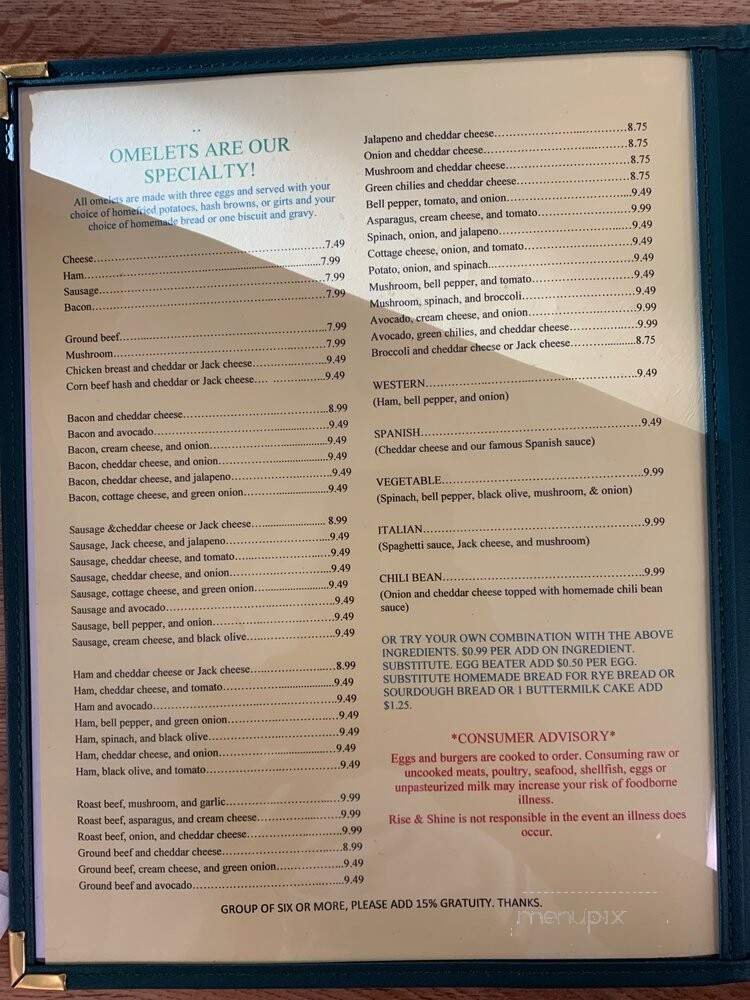 OMELETS ARE OUR
SPECIALTY!
All omelets are made with three eggs and served with your
choice of homefried potatoes, hash browns, or girts and your
choice of homemade bread or one biscuit and gravy.
Cheese.....7.49
Ham.....7.99
Sausage.....7.99
Bacon.....7.99
Ground beef.....7.99
Mushroom.....7.99
Chicken breast and cheddar or Jack cheese.....9.49
Corn beef hash and cheddar or Jack cheese.....9.49
Bacon and cheddar cheese.....8.99
Bacon and avocado.....9.49
Bacon, cream cheese, and onion.....9.49
Bacon, cheddar cheese, and onion.....9.49
Bacon, cheddar cheese, and jalapeno.....9.49
Bacon, cottage cheese, and green onion.....9.49
Sausage &cheddar cheese or Jack cheese..... 8.99
Sausage, Jack cheese, and jalapeno.....9.49
Sausage, cheddar cheese, and tomato.....9.49
Sausage, cheddar cheese, and onion.....9.49
Sausage, cottage cheese, and green onion.....9.49
Sausage and avocado.....9.49
Sausage, bell pepper, and onion.....9.49
Sausage, cream cheese, and black olive.....9.49
Ham and cheddar cheese or Jack cheese.....8.99
Ham, cheddar cheese, and tomato.....9.49
Ham and avocado.....9.49
Ham, bell pepper, and green onion.....9.49
Ham, spinach, and black olive.....9.49
Ham, cheddar cheese, and onion.....9.49
Ham, black olive, and tomato.....9.49
Roast beef, mushroom, and garlic.....9.99
Roast beef, asparagus, and cream cheese.....9.99
Roast beef, onion, and cheddar cheese.....9.99
Ground beef and cheddar cheese.....8.99
Ground beef, cream cheese, and green onion.....9.49
Ground beef and avocado.....9.49
Jalapeno and cheddar cheese.....8.75
Onion and cheddar cheese.....8.75
Mushroom and cheddar cheese.....8.75
Green chilies and cheddar cheese.....8.75
Bell pepper, tomato, and onion.....9.49
Asparagus, cream cheese, and tomato.....9.99
Spinach, onion, and jalapeno.....9.49
Cottage cheese, onion, and tomato.....9.49
Potato, onion, and spinach.....9.49
Mushroom, bell pepper, and tomato.....9.49
Mushroom, spinach, and broccoli.....9.49
Avocado, cream cheese, and onion.....9.99
Avocado, green chilies, and cheddar cheese.....9.99
Broccoli and cheddar cheese or Jack cheese.....8.75
WESTERN.....9.49
(Ham, bell pepper, and onion)
SPANISH.....9.49
(Cheddar cheese and our famous Spanish sauce)
VEGETABLE.....9.99
(Spinach, bell pepper, black olive, mushroom, & onion)
ITALIAN.....9.99
(Spaghetti sauce, Jack cheese, and mushroom)
CHILI BEAN.....9.99
(Onion and cheddar cheese topped with homemade chili bean
sauce)
OR TRY YOUR OWN COMBINATION WITH THE ABOVE
INGREDIENTS. $0.99 PER ADD ON INGREDIENT.
SUBSTITUTE. EGG BEATER ADD $0.50 PER EGG.
SUBSTITUTE HOMEMADE BREAD FOR RYE BREAD OR
SOURDOUGH BREAD OR 1 BUTTERMILK CAKE ADD
$1.25.
*CONSUMER ADVISORY*
Eggs and burgers are cooked to order. Consuming raw or
uncooked meats, poultry, seafood, shellfish, eggs or
unpasteurized milk may increase your risk of foodborne
illness.
Rise & Shine is not responsible in the event an illness does
occur.
GROUP OF SIX OR MORE, PLEASE ADD 15% GRATUITY. THANKS.
menupix